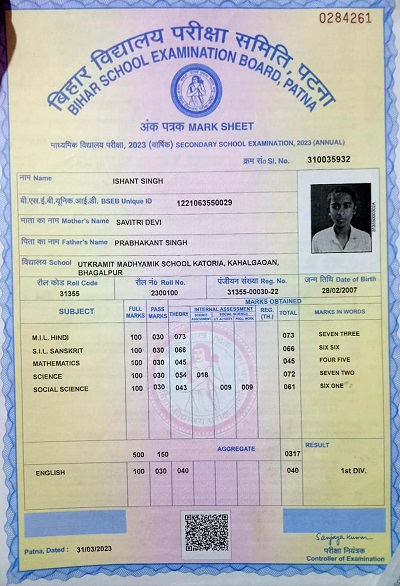 0284261
बिहार विद्यालय परीक्षा समिति, पटना
BIHAR SCHOOL EXAMINATION BOARD, PATNA
अंक पत्रक MARK SHEET
माध्यमिक विद्यालय परीक्षा, 2023 (वार्षिक) SECONDARY SCHOOL EXAMINATION, 2023 (ANNUAL)
क्रम सं० Sl. No. 310035932
नाम Name
ISHANT SINGH
बी.एस.ई.बी.यूनिक.आई.डी. BSEB Unique ID 1221063550029
माता का नाम Mother's Name SAVITRI DEVI
पिता का नाम Father's Name PRABHAKANT SINGH
विद्यालय School UTKRAMIT MADHYAMIK SCHOOL KATORIA, KAHALGAOAN,
BHAGALPUR
रौल कोड Roll Code रौल नं० Roll No. पंजीयन संख्या Reg. No. जन्म तिथि Date of Birth
31355 2300100 31355-00030-22 28/02/2007
MARKS OBTAINED
SUBJECT FULL MARKS PASS MARKS THEORY INTERNAL ASSESSMENT REG. (TH.) TOTAL MARKS IN WORDS
M.I.L. HINDI 100 030 073 073 SEVEN THREE
S.I.L. SANSKRIT 100 030 066 066 SIX SIX
MATHEMATICS 100 030 045 045 FOUR FIVE
SCIENCE 100 030 054 018 072 SEVEN TWO
SOCIAL SCIENCE 100 030 043 009 009 061 SIX ONE
500 150 AGGREGATE 0317 RESULT
ENGLISH 100 030 040 040 1st DIV.
Sanjay Kumar
Patna, Dated : 31/03/2023
परीक्षा नियंत्रक
Controller of Examination